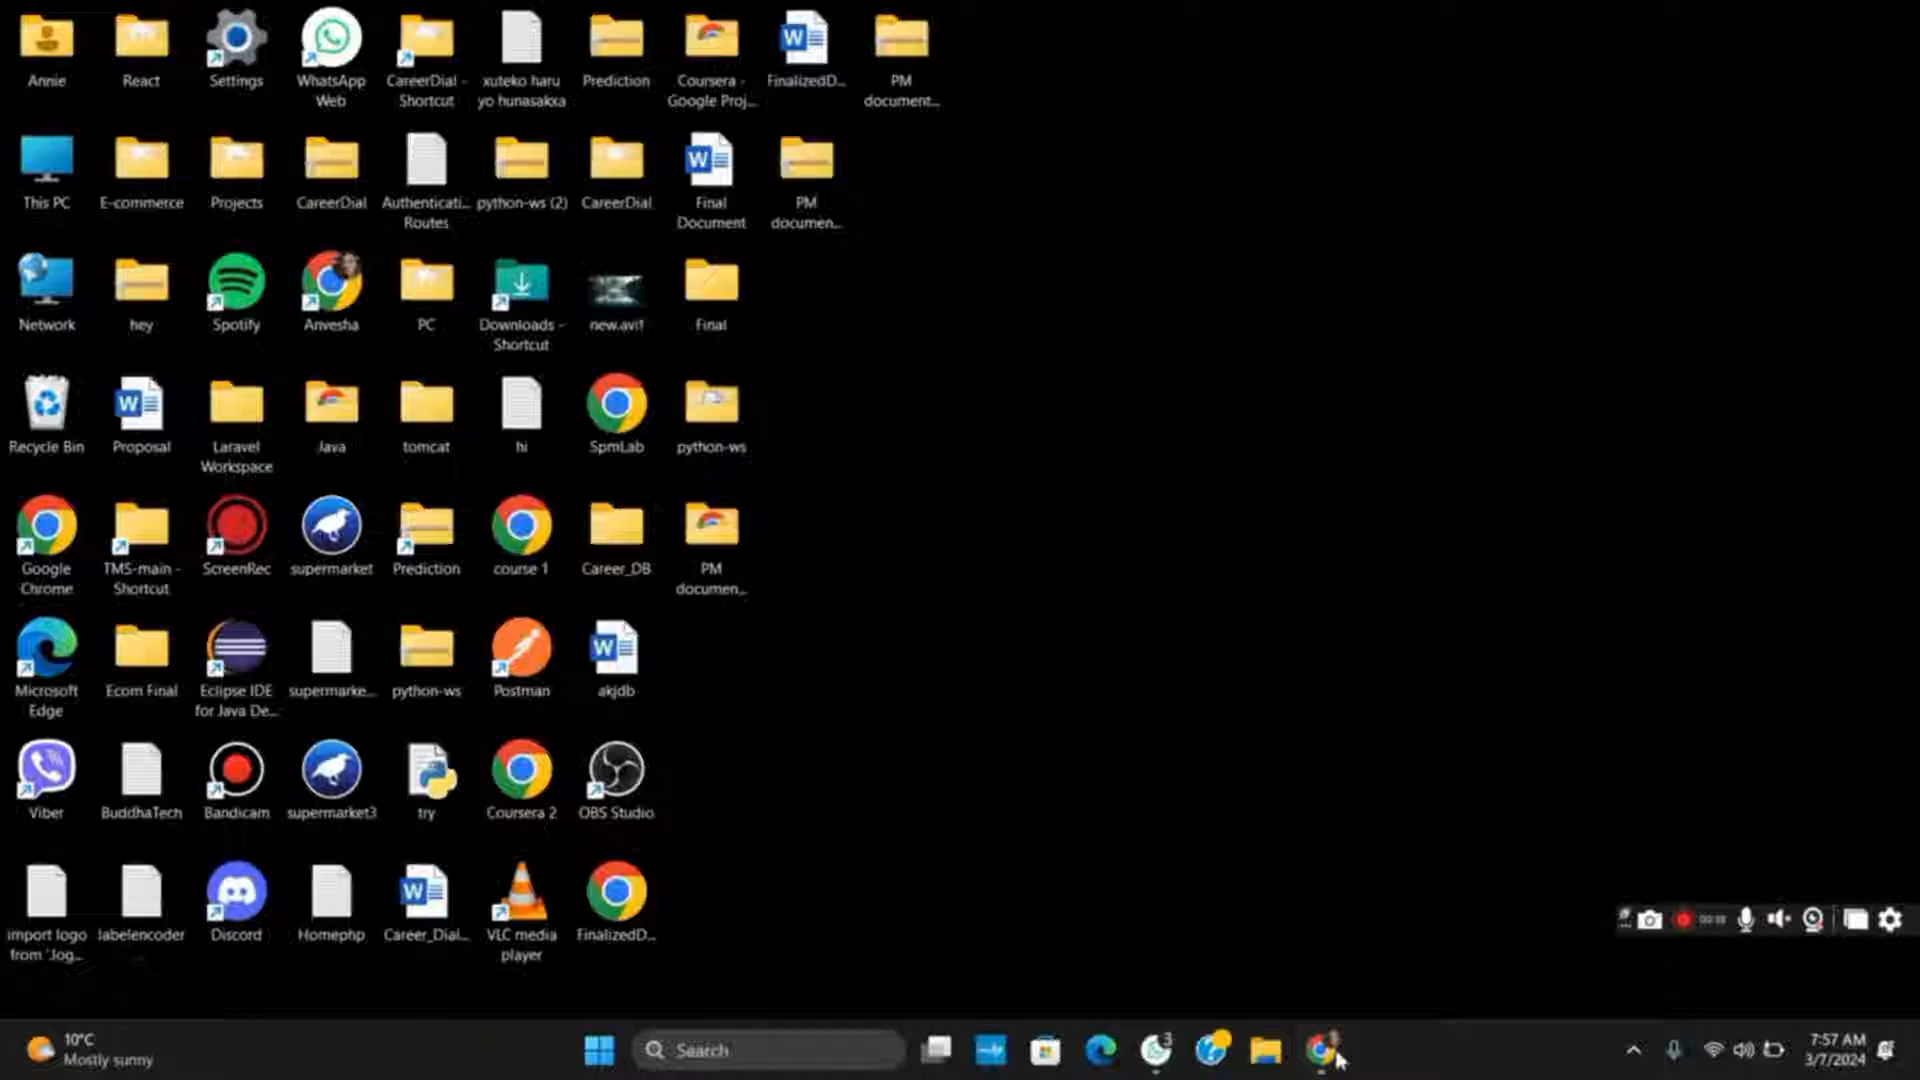 Annie
React
Settings
WhatsApp
Web
CareerDial -
Shortcut
xuteko haru
yo hunasakxa
Prediction
Coursera -
Google Proj...
FinalizedD...
PM
document...
This PC
E-commerce
Projects
CareerDial
Authenticati...
Routes
python-ws (2)
CareerDial
Final
Document
PM
documen...
Network
hey
Spotify
Anvesha
PC
Downloads -
Shortcut
new.avif
Final
Recycle Bin
Proposal
Laravel
Workspace
Java
tomcat
hi
SpmLab
python-ws
Google
Chrome
TMS-main -
Shortcut
ScreenRec
supermarket
Prediction
course 1
Career_DB
PM
documen...
Microsoft
Edge
Ecom Final
Eclipse IDE
for Java De...
supermarke...
python-ws
Postman
akjdb
Viber
BuddhaTech
Bandicam
supermarket3
try
Coursera 2
OBS Studio
import logo
from './log...
labelencoder
Discord
Homephp
Career_Dial...
VLC media
player
FinalizedD...
10°C
Mostly sunny
Search
3
7:57 AM
3/7/2024